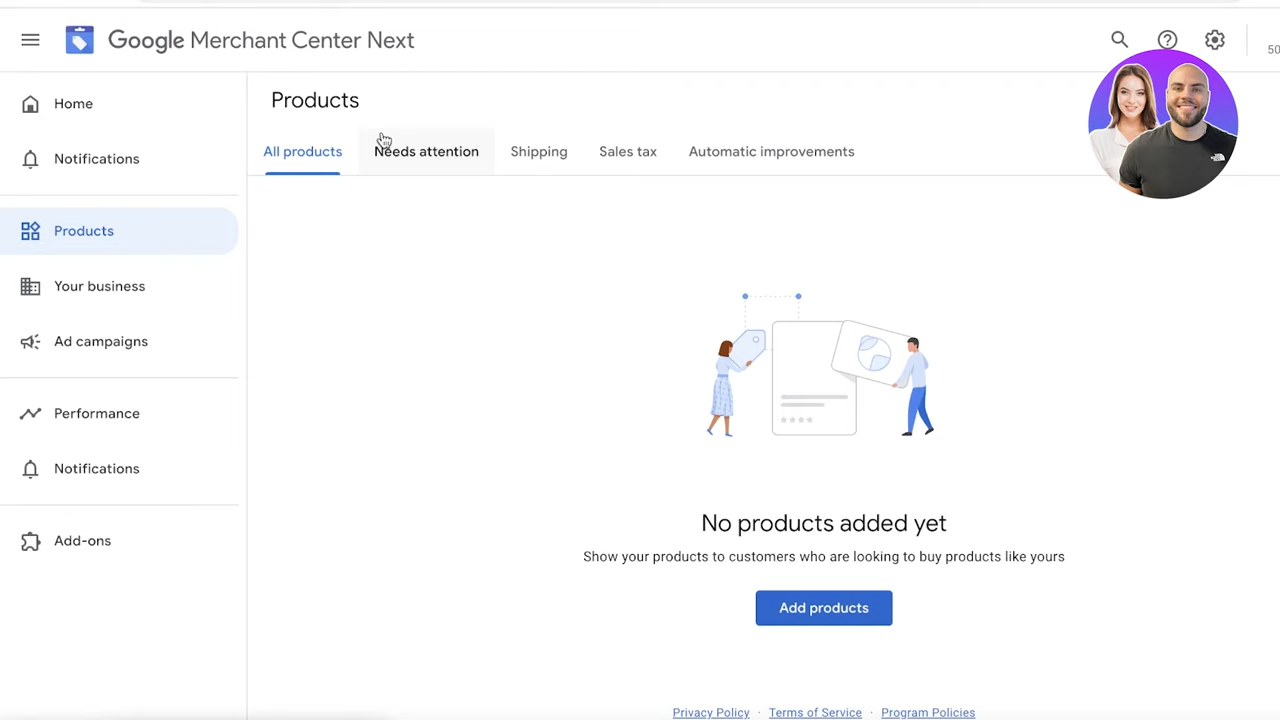 Google Merchant Center Next
50
Home
Notifications
Products
Your business
Ad campaigns
Performance
Notifications
Add-ons
Products
All products
Needs attention
Shipping
Sales tax
Automatic improvements
No products added yet
Show your products to customers who are looking to buy products like yours
Add products
Privacy Policy · Terms of Service · Program Policies